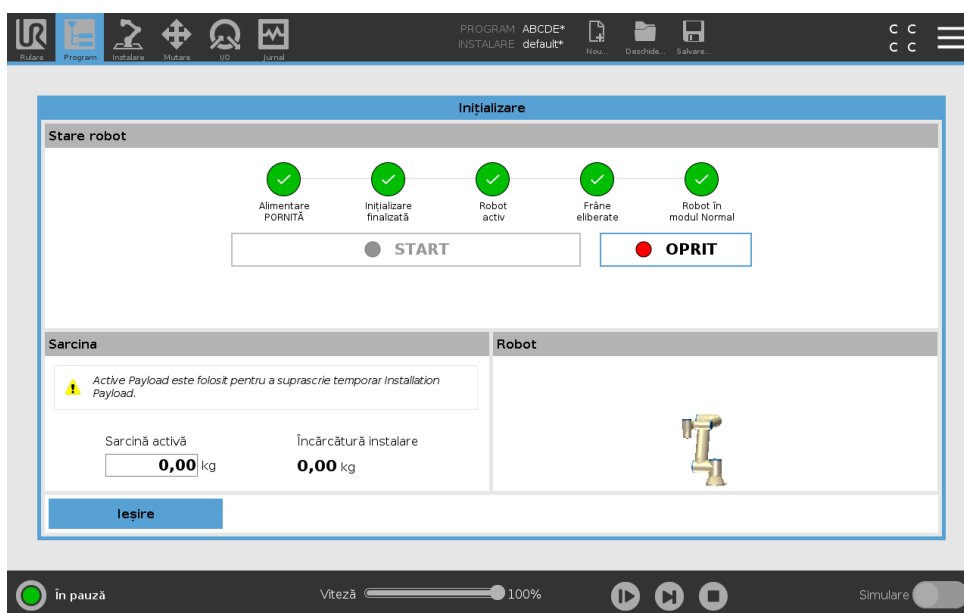 UR
PROGRAM ABCDE*
INSTALARE default*
C C
C C
Rulare
Program
Instalare
Mutare
I/O
Jurnal
Nou...
Deschide...
Salvare...
Inițializare
Stare robot
Alimentare
PORNITĂ
Inițializare
finalizată
Robot
activ
Frâne
eliberate
Robot în
modul Normal
START
OPRIT
Sarcina
Active Payload este folosit pentru a suprascrie temporar Installation
Payload.
Sarcină activă
Încărcătură instalare
0,00 kg
0,00 kg
Robot
Ieșire
În pauză
Viteză
100%
Simulare